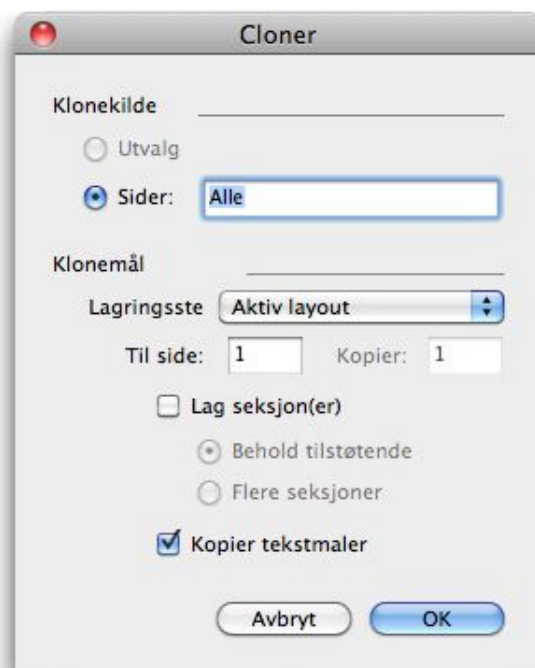 Cloner
Klonekilde
Utvalg
Sider: Alle
Klonemål
Lagringsste Aktiv layout
Til side: 1 Kopier: 1
Lag seksjon(er)
Behold tilstøtende
Flere seksjoner
Kopier tekstmaler
Avbryt OK